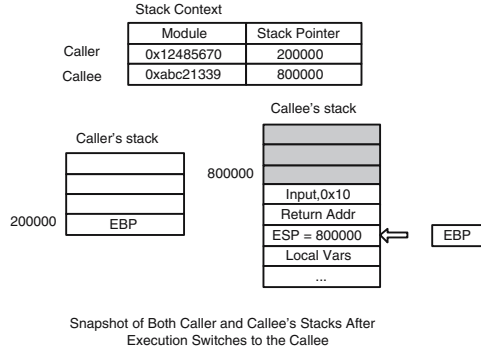 Stack Context
Module Stack Pointer
Caller 0x12485670 200000
Callee 0xabc21339 800000
Callee's stack
Caller's stack
800000
Input,0x10
200000 EBP
Return Addr
ESP = 800000 EBP
Local Vars
...
Snapshot of Both Caller and Callee's Stacks After
Execution Switches to the Callee